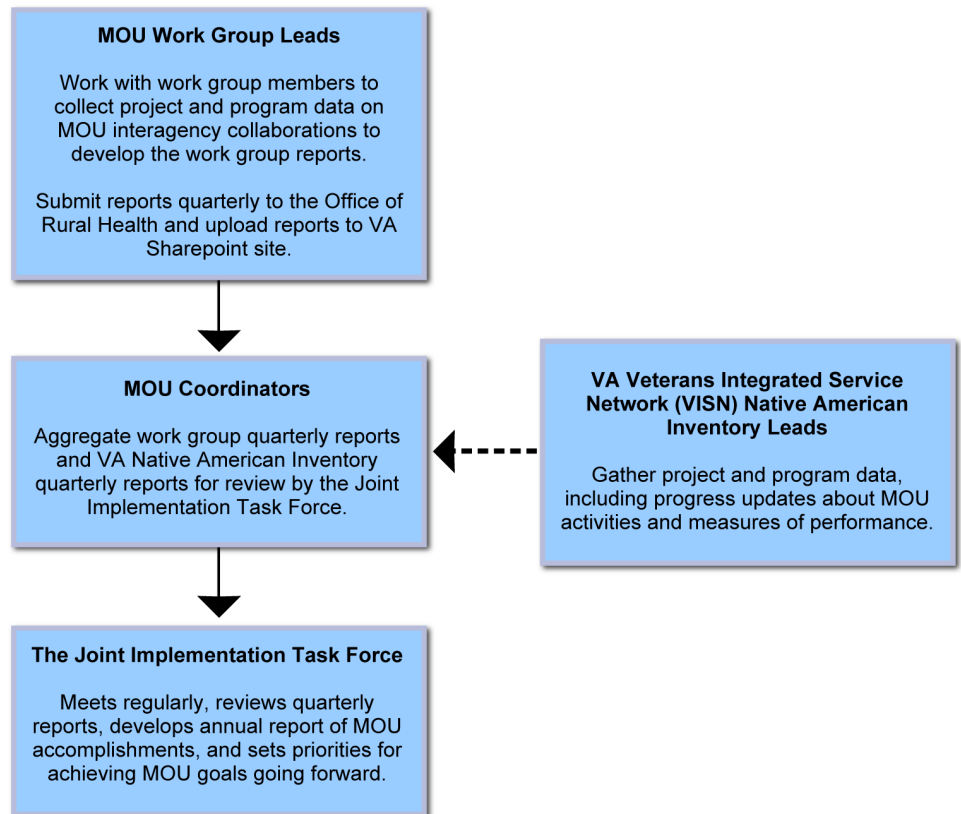 MOU Work Group Leads
Work with work group members to
collect project and program data on
MOU interagency collaborations to
develop the work group reports.
Submit reports quarterly to the Office of
Rural Health and upload reports to VA
Sharepoint site.
MOU Coordinators
Aggregate work group quarterly reports
and VA Native American Inventory
quarterly reports for review by the Joint
Implementation Task Force.
VA Veterans Integrated Service
Network (VISN) Native American
Inventory Leads
Gather project and program data,
including progress updates about MOU
activities and measures of performance.
The Joint Implementation Task Force
Meets regularly, reviews quarterly
reports, develops annual report of MOU
accomplishments, and sets priorities for
achieving MOU goals going forward.